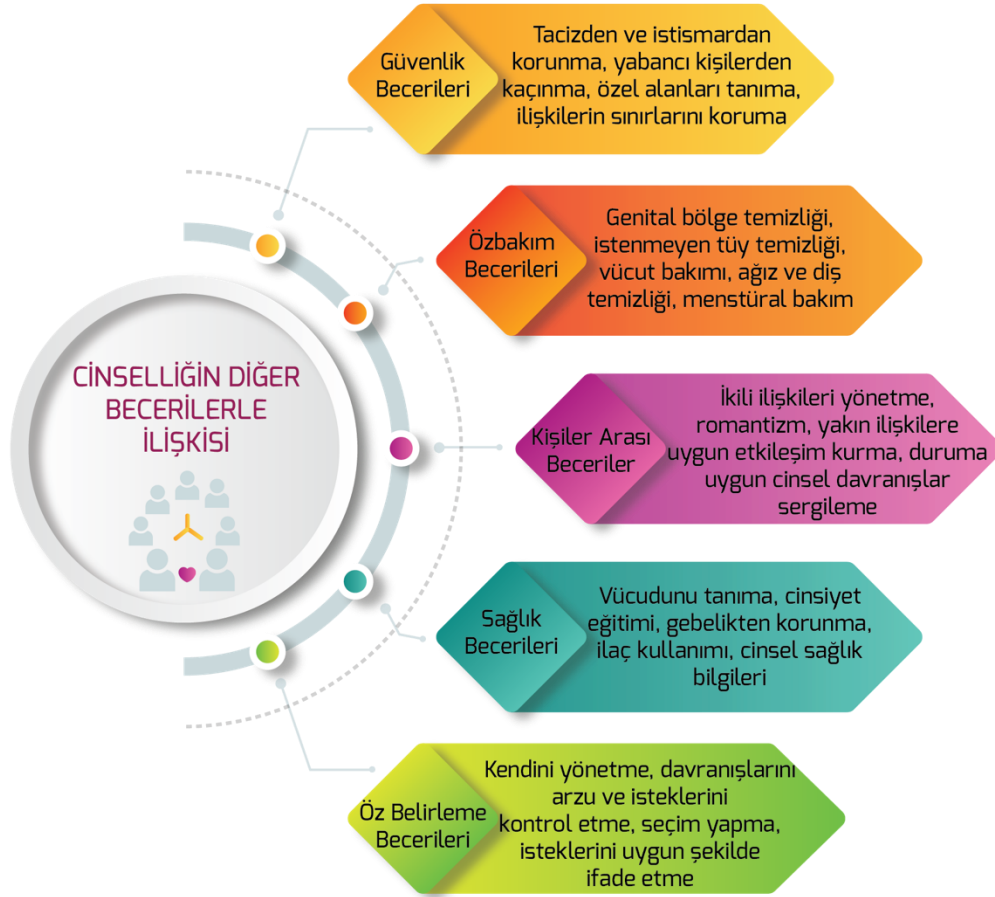 Güvenlik
Becerileri
Tacizden ve istismardan
korunma, yabancı kişilerden
kaçınma, özel alanları tanıma,
ilişkilerin sınırlarını koruma
Özbakım
Becerileri
Genital bölge temizliği,
istenmeyen tüy temizliği,
vücut bakımı, ağız ve diş
temizliği, menstüral bakım
CİNSELLİĞİN DİĞER
BECERİLERLE
İLİŞKİSİ
Kişiler Arası
Beceriler
İkili ilişkileri yönetme,
romantizm, yakın ilişkilere
uygun etkileşim kurma, duruma
uygun cinsel davranışlar
sergileme
Sağlık
Becerileri
Vücudunu tanıma, cinsiyet
eğitimi, gebelikten korunma,
ilaç kullanımı, cinsel sağlık
bilgileri
Öz Belirleme
Becerileri
Kendini yönetme, davranışlarını
arzu ve isteklerini
kontrol etme, seçim yapma,
isteklerini uygun şekilde
ifade etme